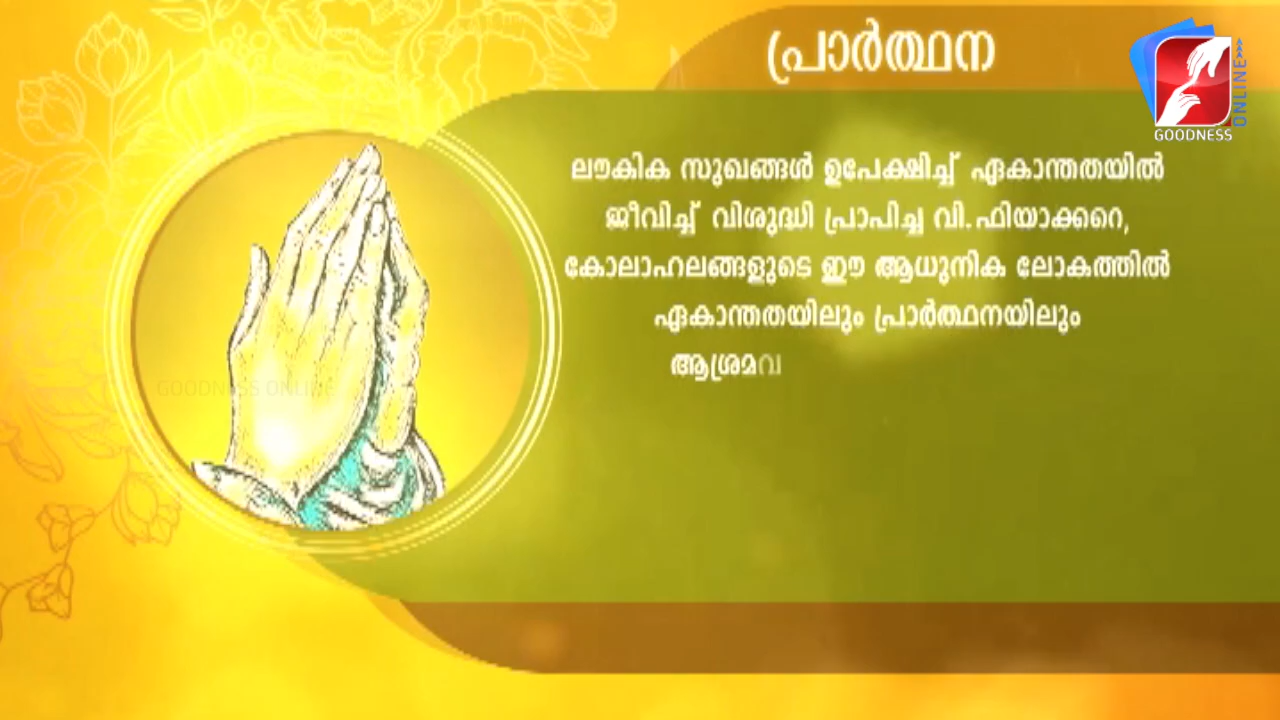 പ്രാർത്ഥന
ലൗകിക സുഖങ്ങൾ ഉപേക്ഷിച്ച് ഏകാന്തതയിൽ
ജീവിച്ച് വിശുദ്ധി പ്രാപിച്ച വി.ഫിയാക്കറെ,
കോലാഹലങ്ങളുടെ ഈ ആധുനിക ലോകത്തിൽ
ഏകാന്തതയിലും പ്രാർത്ഥനയിലും
ആശ്രമവ
GOODNESS
ONLINE
GOODNESS ONLINE